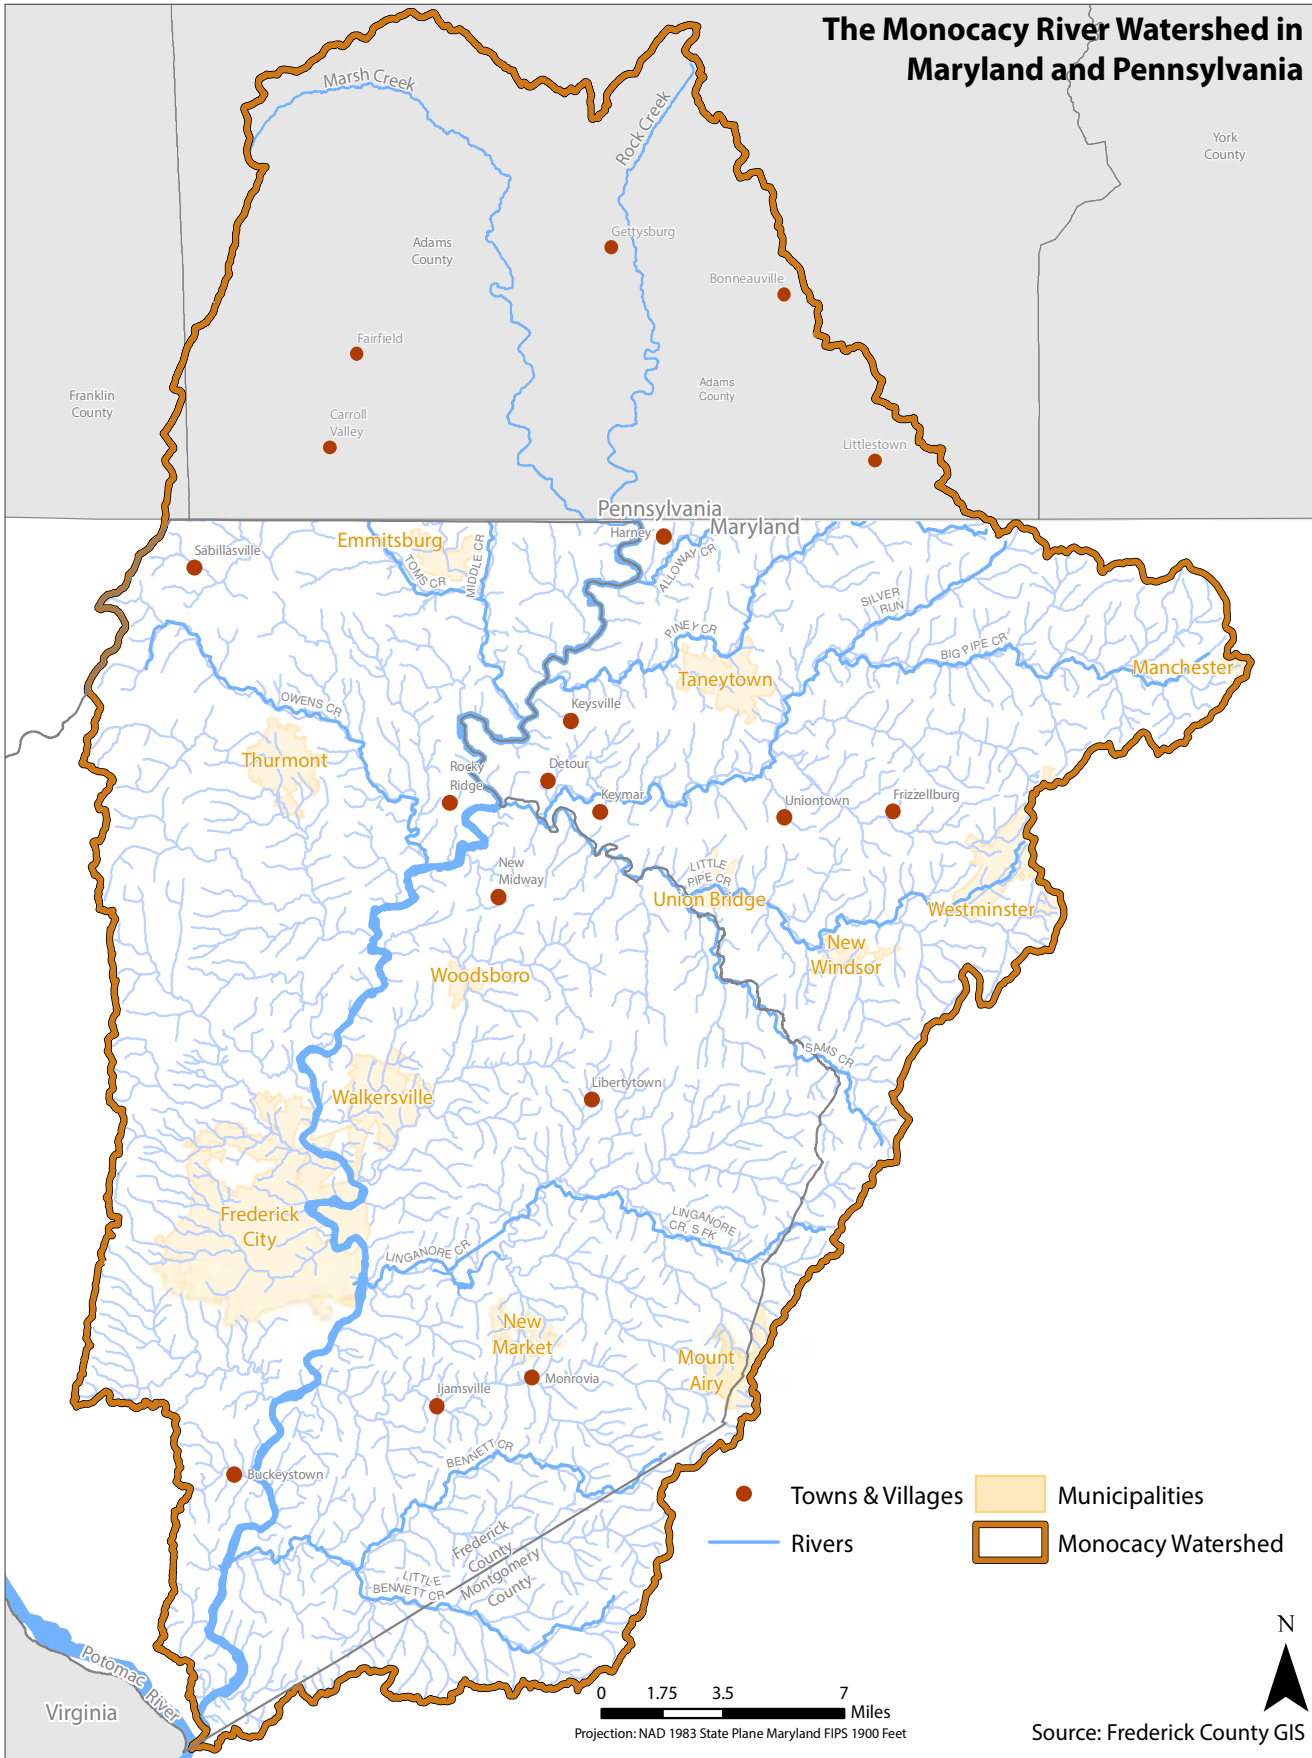 The Monocacy River Watershed in
Maryland and Pennsylvania
Marsh Creek
Rock Creek
York
County
Gettysburg
Adams
County
Bonneauville
Fairfield
Adams
County
Franklin
County
Carroll
Valley
Littlestown
Pennsylvania
Maryland
Harney
Emmitsburg
Sabillasville
TOMS CR
MIDDLE CR
ALLOWAY CR
SILVER
RUN
PINEY CR
BIG PIPE CR
Manchester
Taneytown
OWENS CR
Keysville
Thurmont
Rocky
Ridge
Detour
Keymar
Uniontown
Frizzellburg
New
Midway
LITTLE
PIPE CR
Union Bridge
Westminster
New
Windsor
Woodsboro
SAMS CR
Libertytown
Walkersville
Frederick
City
LINGANORE
CR, S FK
LINGANORE CR
New
Market
Mount
Airy
Monrovia
Ijamsville
BENNETT CR
Buckeystown
Frederick
County
Montgomery
County
LITTLE
BENNETT CR
Towns & Villages
Municipalities
Rivers
Monocacy Watershed
N
Potomac River
Virginia
0 1.75 3.5 7
Miles
Projection: NAD 1983 State Plane Maryland FIPS 1900 Feet
Source: Frederick County GIS